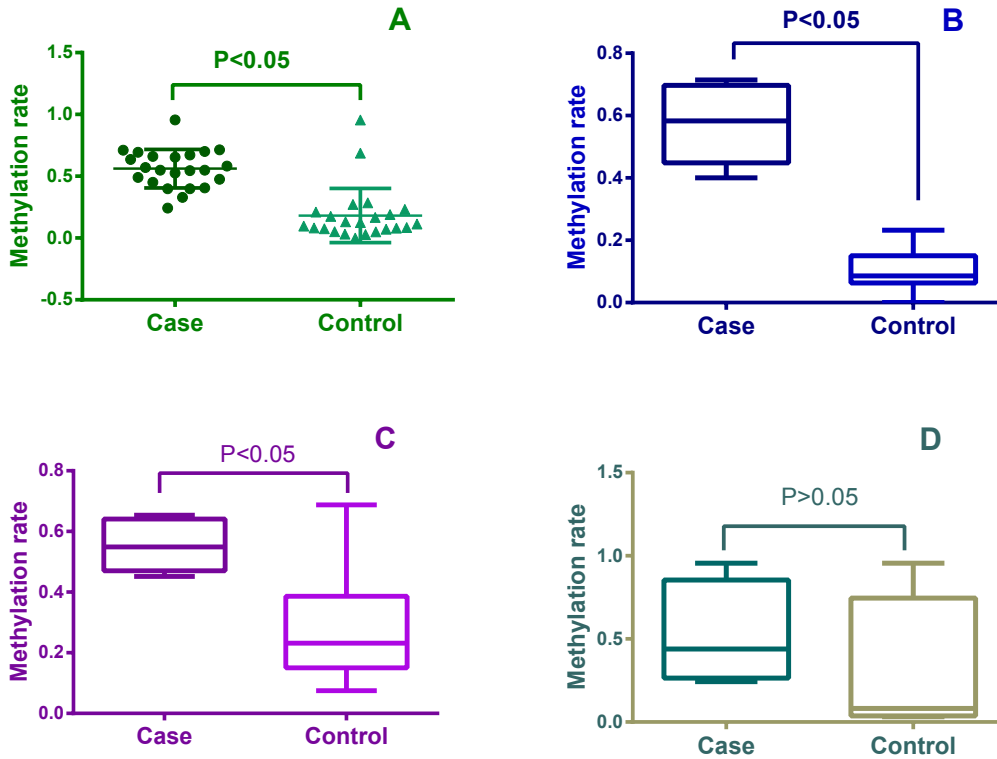 A
P<0.05
Methylation rate
1.5
1.0
0.5
0.0
-0.5
Case
Control
B
P<0.05
Methylation rate
0.8
0.6
0.4
0.2
0.0
Case
Control
C
P<0.05
Methylation rate
0.8
0.6
0.4
0.2
0.0
Case
Control
D
P>0.05
Methylation rate
1.5
1.0
0.5
0.0
Case
Control